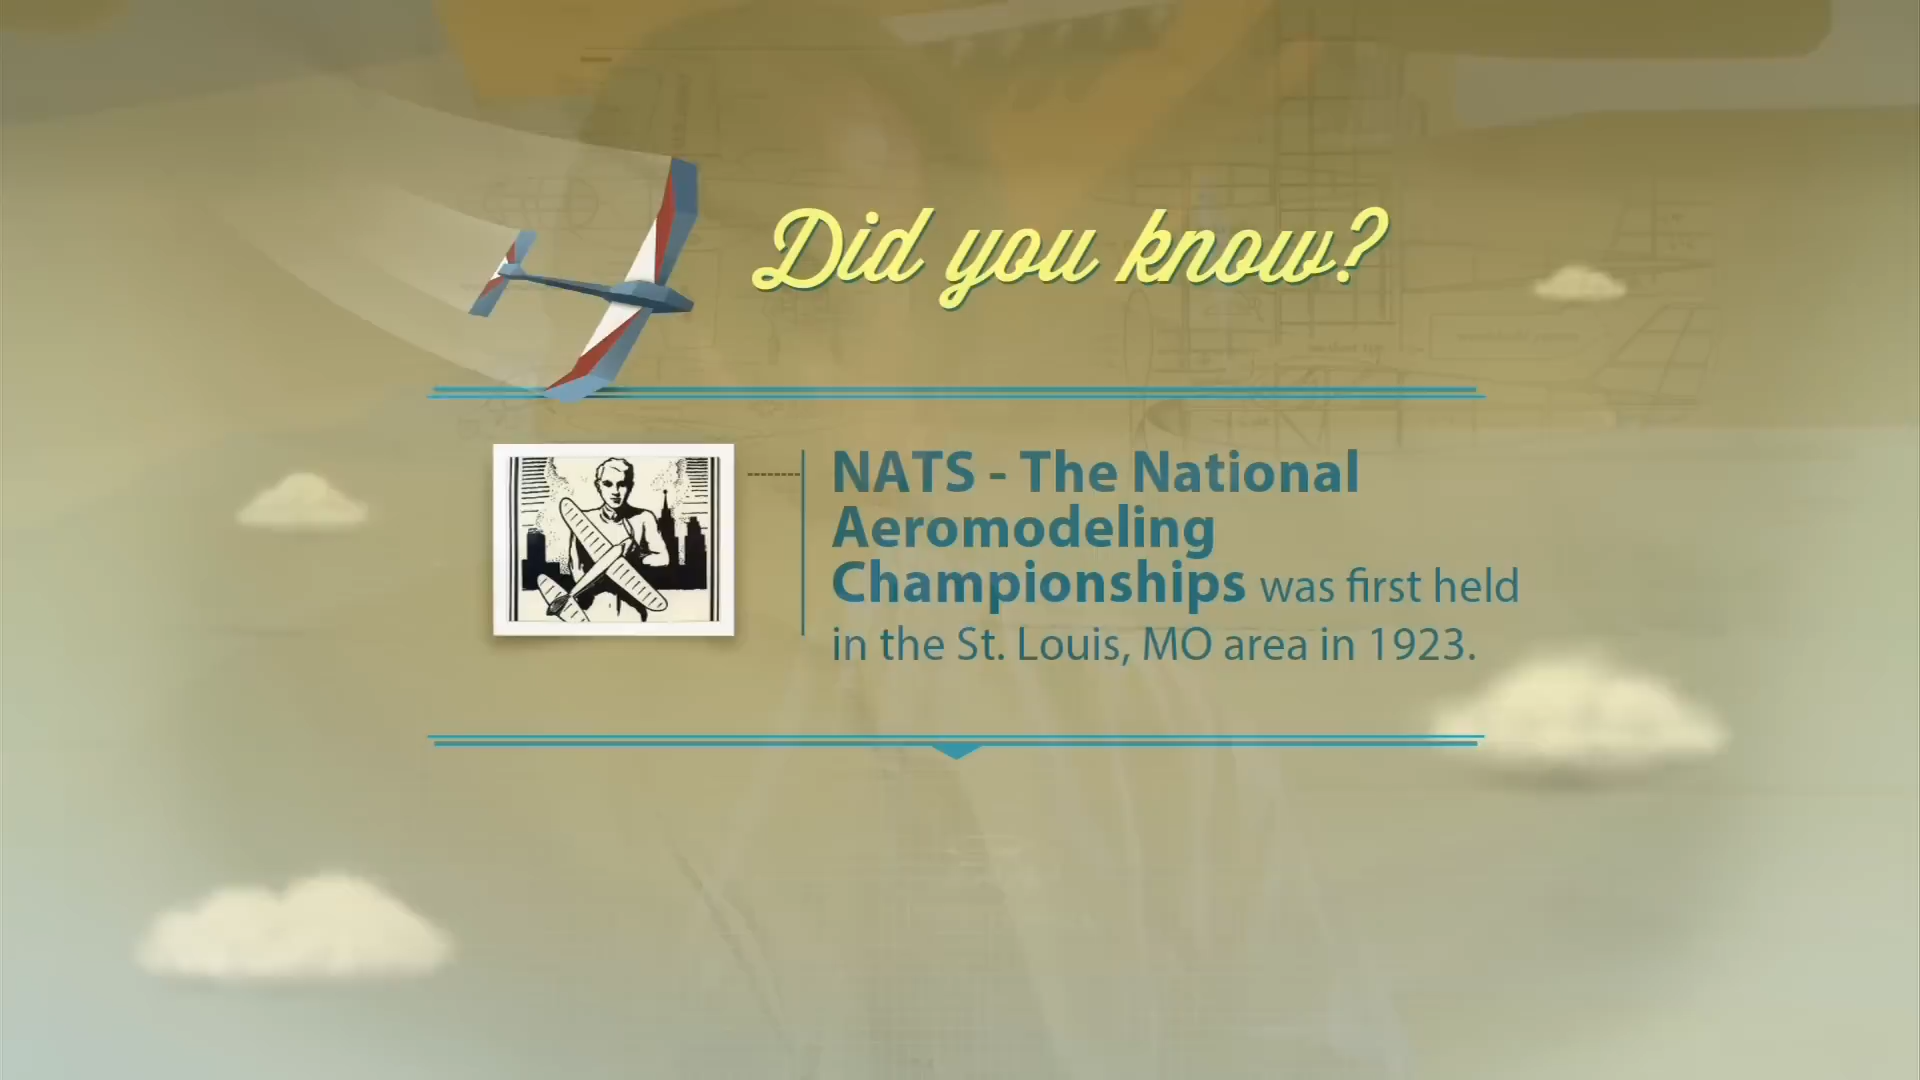 Did you know?
NATS - The National
Aeromodeling
Championships was first held
in the St. Louis, MO area in 1923.